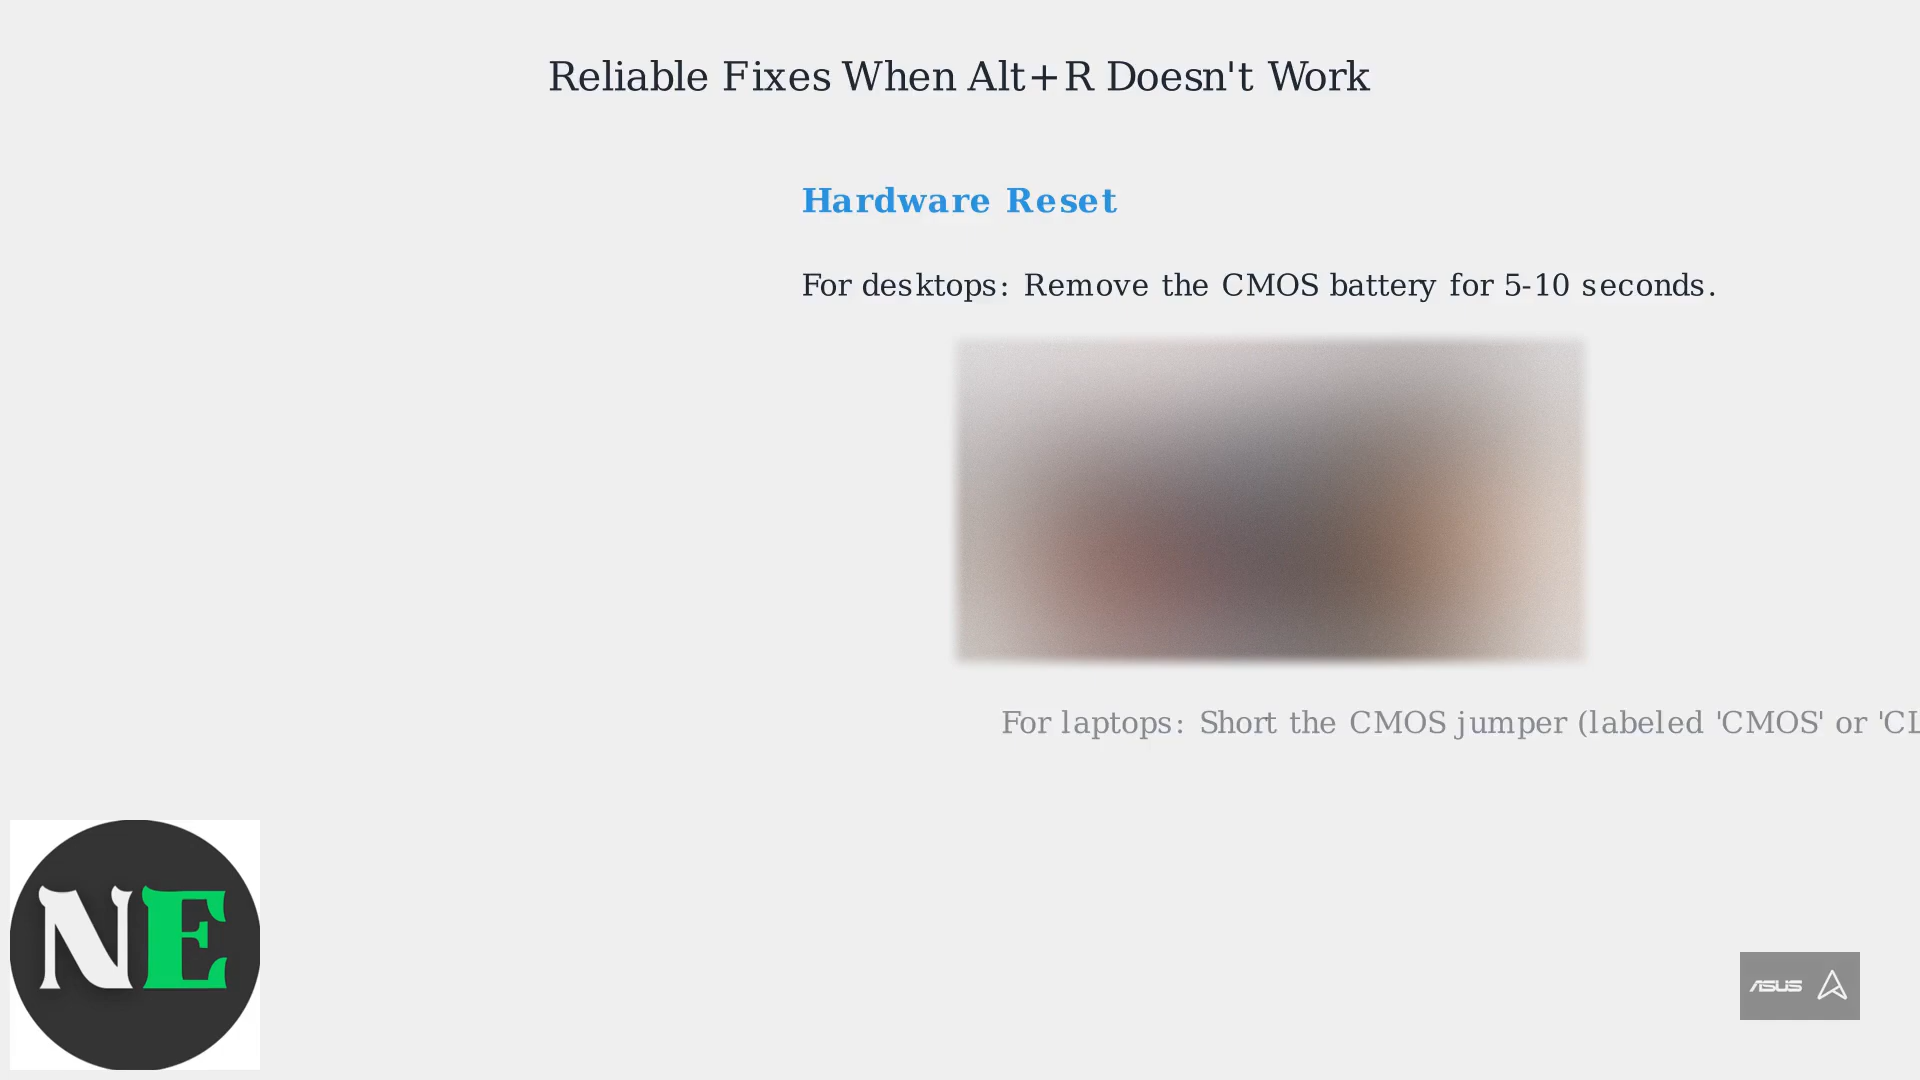 Reliable Fixes When Alt+R Doesn't Work
Hardware Reset
For desktops: Remove the CMOS battery for 5-10 seconds.
For laptops: Short the CMOS jumper (labeled 'CMOS' or 'CL
NE
ASUS